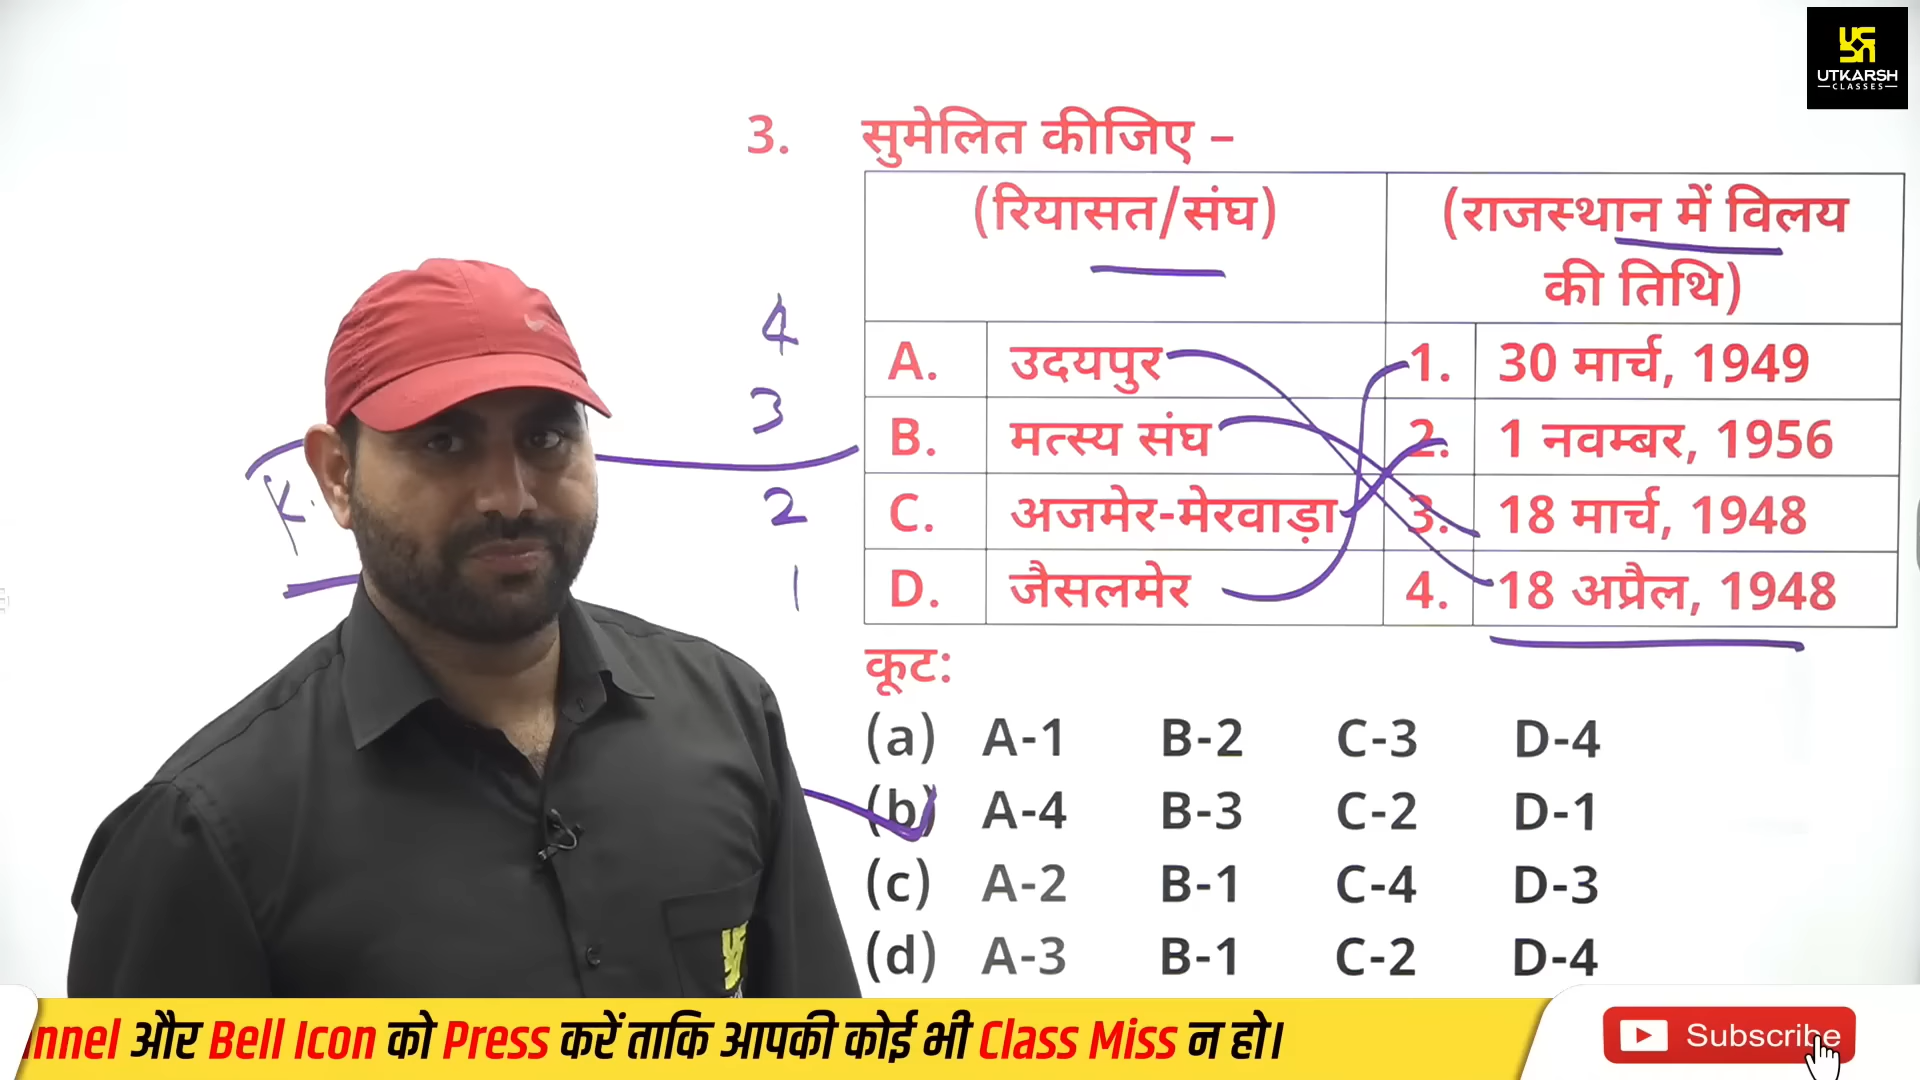 UTKARSH
CLASSES
3. सुमेलित कीजिए –
(रियासत/संघ) (राजस्थान में विलय की तिथि)
4
A. उदयपुर 1. 30 मार्च, 1949
3
B. मत्स्य संघ 2. 1 नवम्बर, 1956
K.
2
C. अजमेर-मेरवाड़ा 3. 18 मार्च, 1948
1
D. जैसलमेर 4. 18 अप्रैल, 1948
कूट:
(a) A-1 B-2 C-3 D-4
(b) A-4 B-3 C-2 D-1
(c) A-2 B-1 C-4 D-3
(d) A-3 B-1 C-2 D-4
nnel और Bell Icon को Press करें ताकि आपकी कोई भी Class Miss न हो।
Subscribe